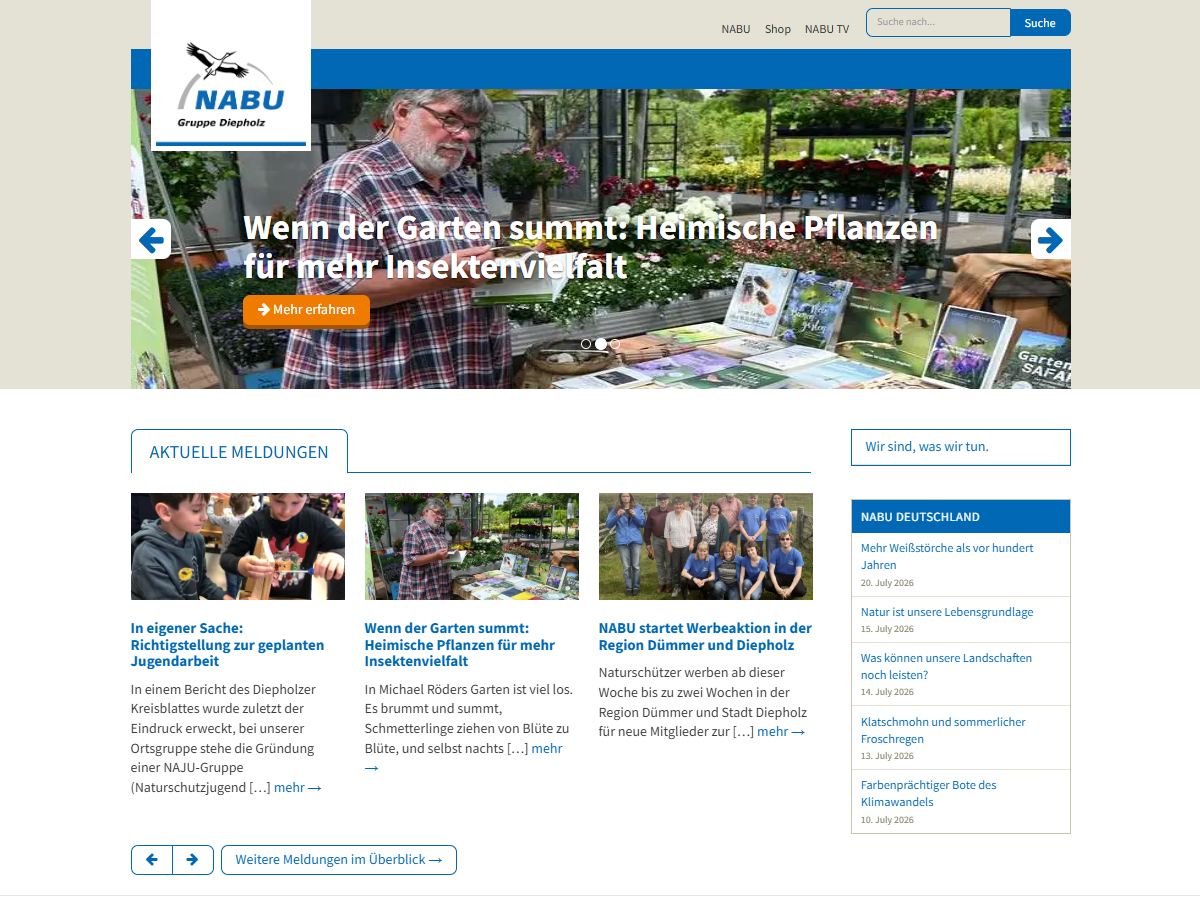 NABU Shop NABU TV
Suche nach...
Suche
NABU
Gruppe Diepholz
Wenn der Garten summt: Heimische Pflanzen
für mehr Insektenvielfalt
Mehr erfahren
Garten
SAFARI
AKTUELLE MELDUNGEN
In eigener Sache:
Richtigstellung zur geplanten
Jugendarbeit
In einem Bericht des Diepholzer
Kreisblattes wurde zuletzt der
Eindruck erweckt, bei unserer
Ortsgruppe stehe die Gründung
einer NAJU-Gruppe
(Naturschutzjugend […] mehr →
Wenn der Garten summt:
Heimische Pflanzen für mehr
Insektenvielfalt
In Michael Röders Garten ist viel los.
Es brummt und summt,
Schmetterlinge ziehen von Blüte zu
Blüte, und selbst nachts […] mehr
→
NABU startet Werbeaktion in der
Region Dümmer und Diepholz
Naturschützer werben ab dieser
Woche bis zu zwei Wochen in der
Region Dümmer und Stadt Diepholz
für neue Mitglieder zur […] mehr →
Weitere Meldungen im Überblick →
Wir sind, was wir tun.
NABU DEUTSCHLAND
Mehr Weißstörche als vor hundert
Jahren
20. July 2026
Natur ist unsere Lebensgrundlage
15. July 2026
Was können unsere Landschaften
noch leisten?
14. July 2026
Klatschmohn und sommerlicher
Froschregen
13. July 2026
Farbenprächtiger Bote des
Klimawandels
10. July 2026